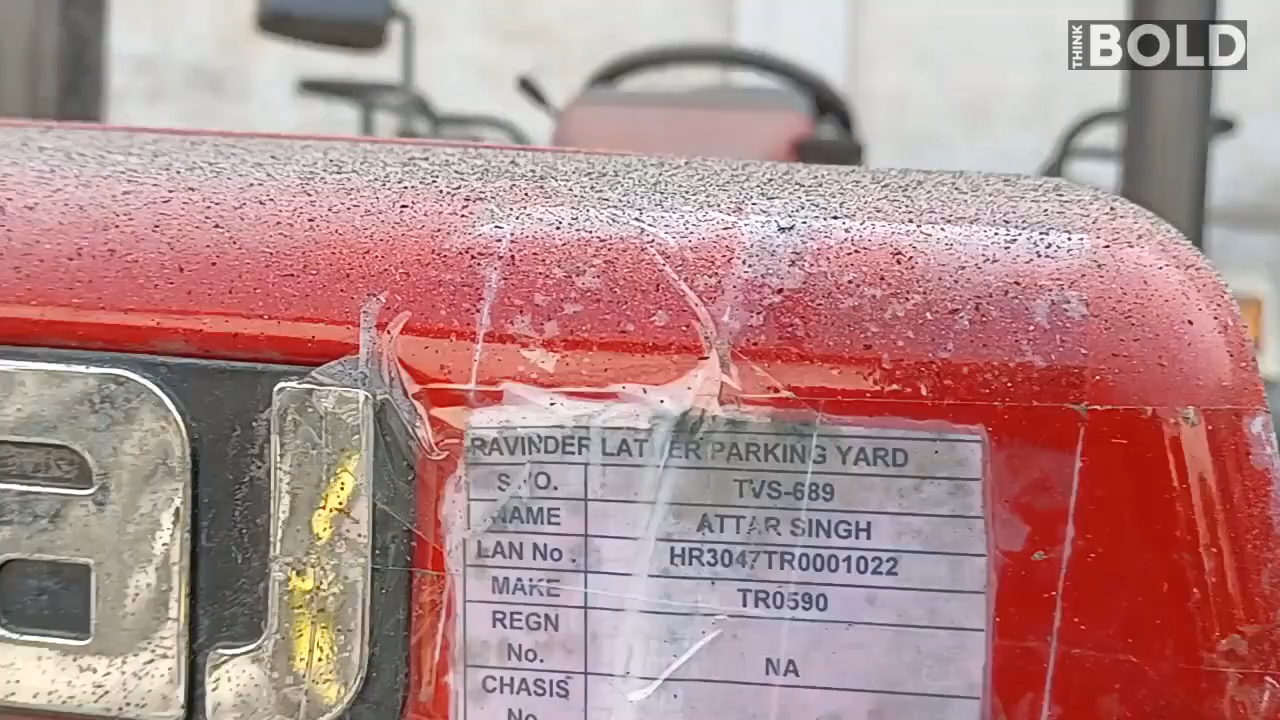 THINK BOLD
RAVINDER LATHER PARKING YARD
S.NO. TVS-689
NAME ATTAR SINGH
LAN No. HR3047TR0001022
MAKE TR0590
REGN No. NA
CHASIS No.